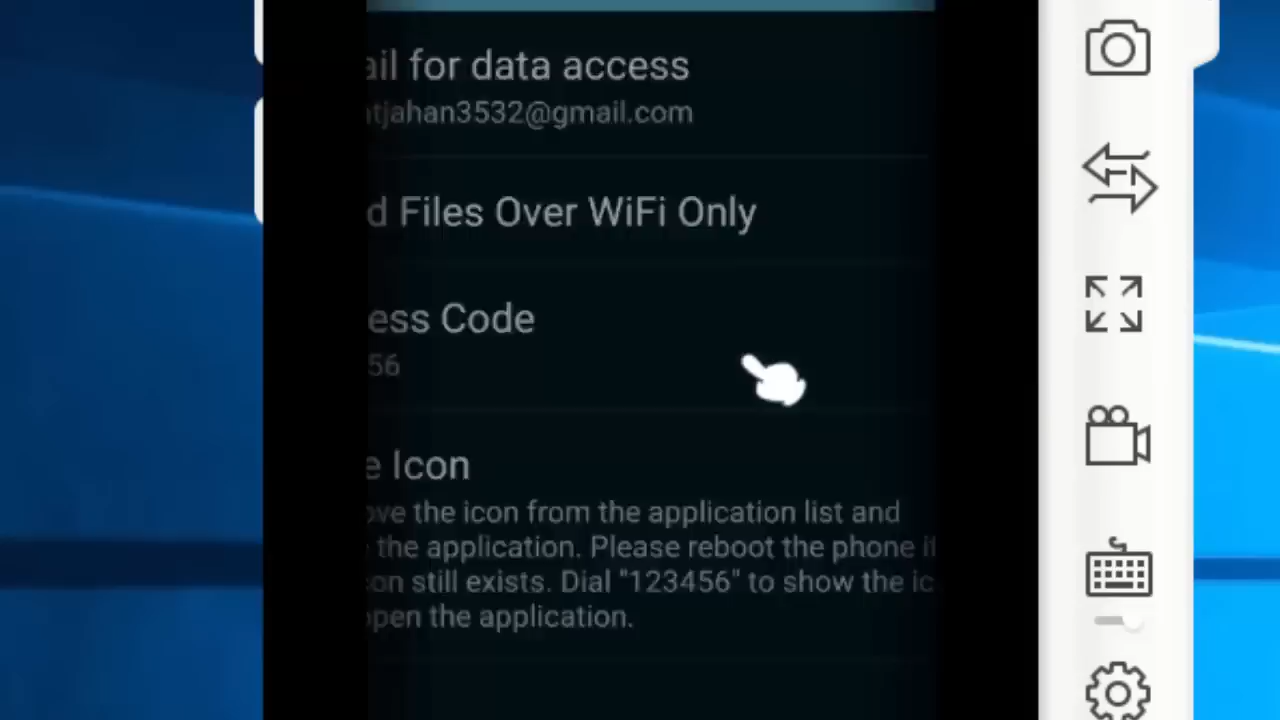 ail for data access
tjahan3532@gmail.com
d Files Over WiFi Only
ess Code
56
e Icon
ove the icon from the application list and
the application. Please reboot the phone if
con still exists. Dial "123456" to show the ic
open the application.